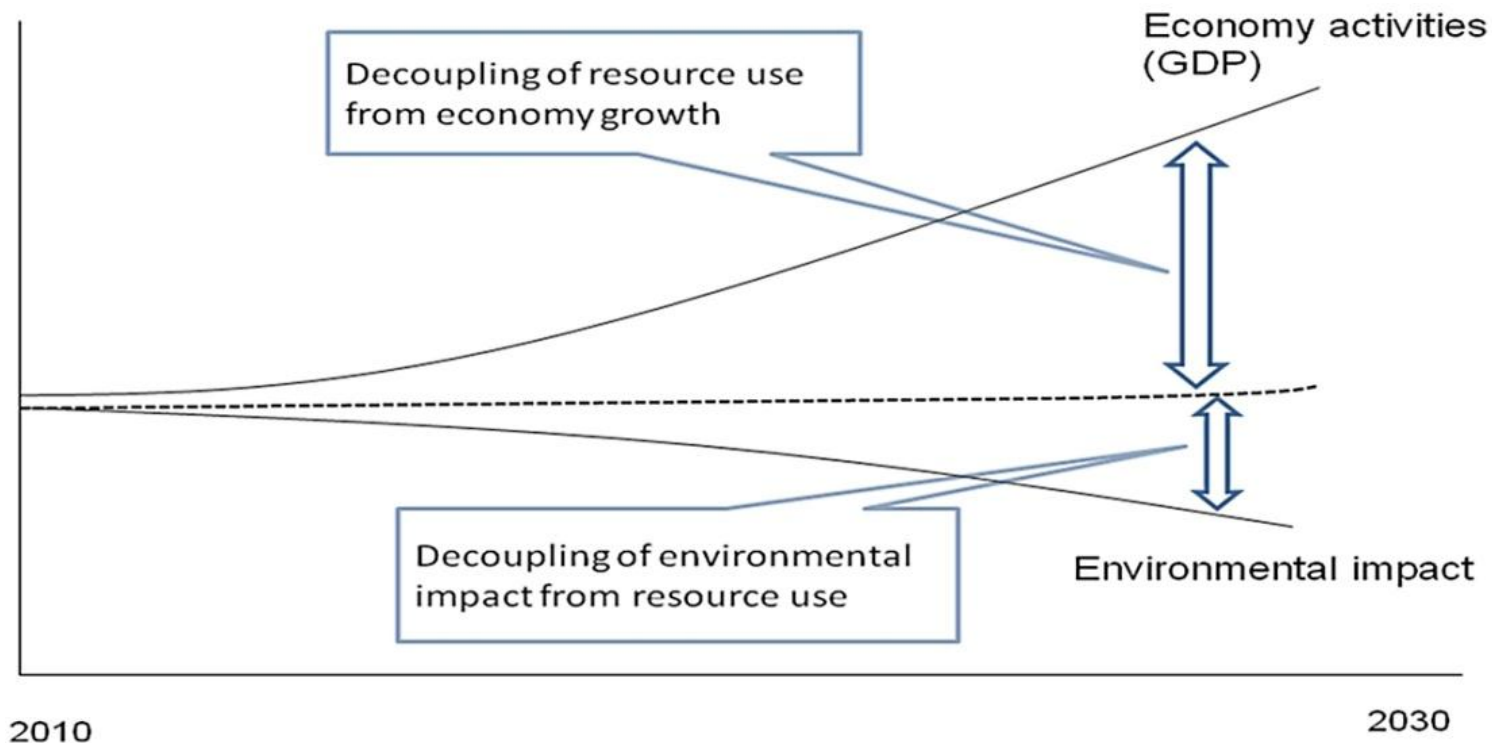 Economy activities
(GDP)
Decoupling of resource use
from economy growth
Decoupling of environmental
impact from resource use
Environmental impact
2010
2030